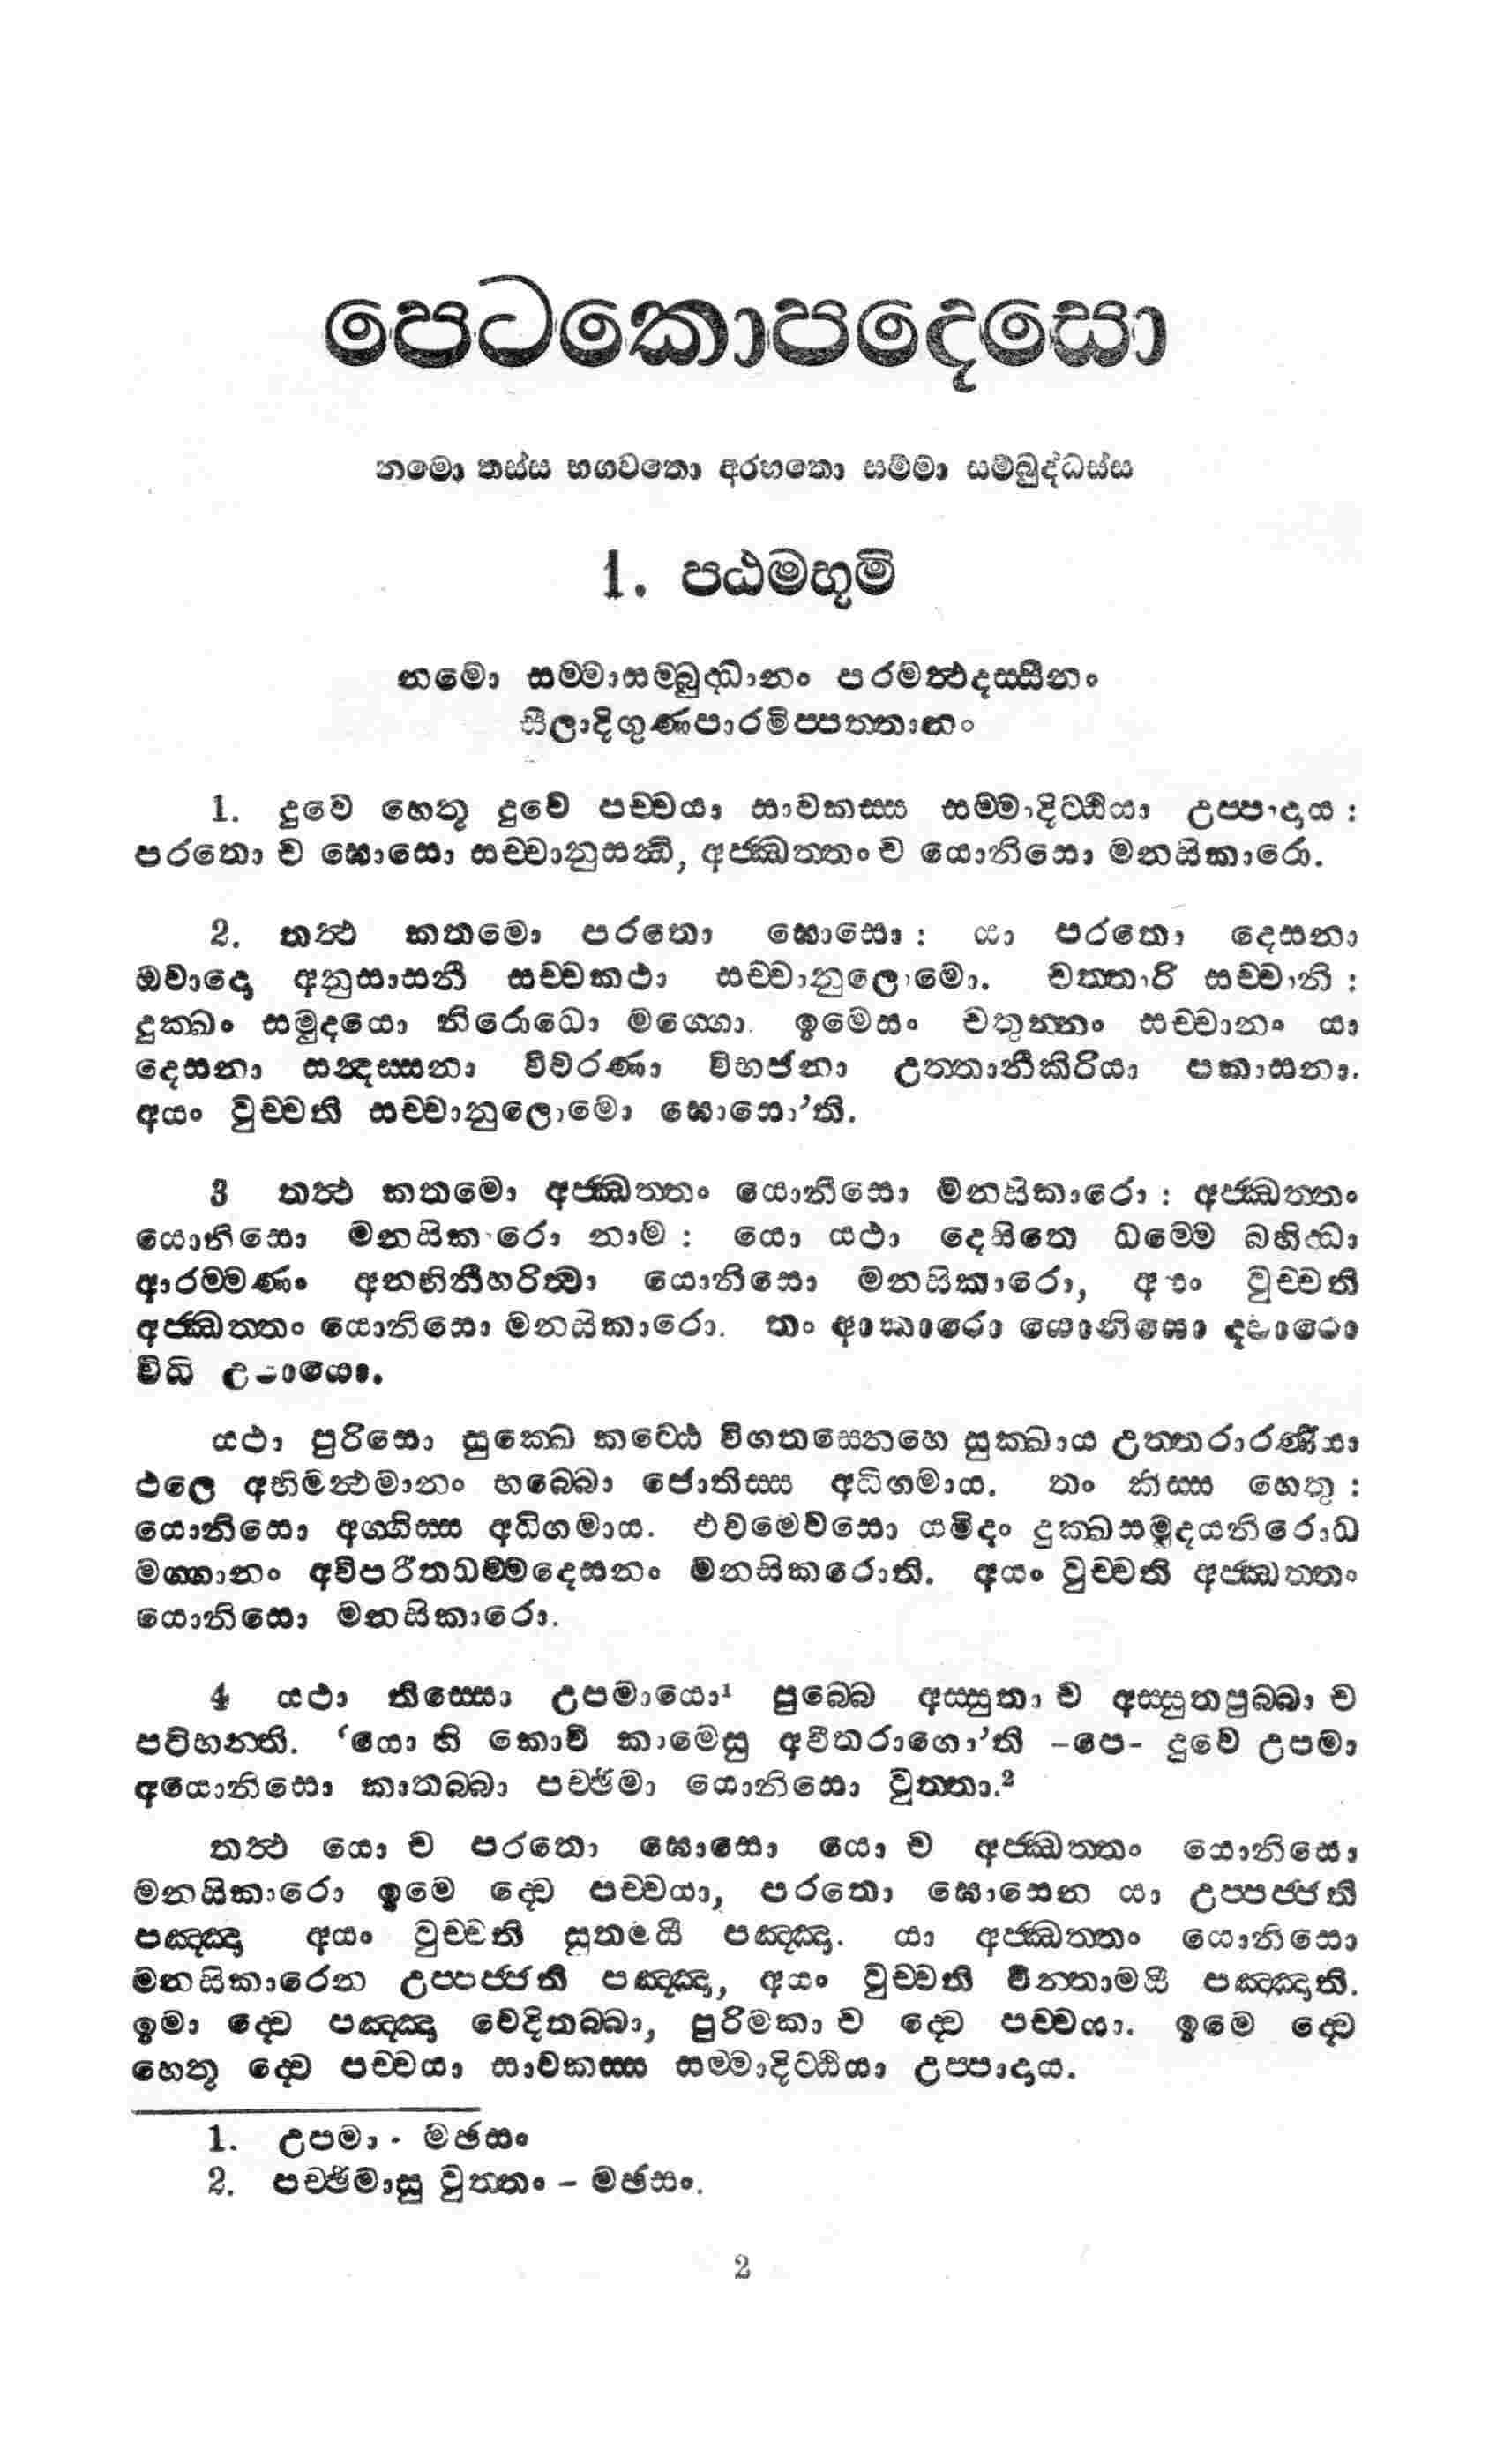 පෙටකොපදෙසො
නමො තස්ස භගවතො අරහතො සම්මා සම්බුද්ධස්ස
1. පඨමභූමි
නමො සම්මාසම්බුද්ධානං පරමත්ථදස්සීනං
සීලාදිගුණපාරමිප්පත්තානං
1. දුවෙ හෙතූ දුවෙ පච්චයා සාවකස්ස සම්මාදිට්ඨියා උප්පාදාය :
පරතො ච ඝොසො සච්චානුසන්ධි, අජ්ඣත්තං ච යොනිසො මනසිකාරො.
2. තත්ථ කතමො පරතො ඝොසො : යා පරතො දෙසනා
ඔවාදො අනුසාසනී සච්චකථා සච්චානුලොමො. චත්තාරි සච්චානි :
දුක්ඛං සමුදයො නිරොධො මග්ගො. ඉමෙසං චතුන්නං සච්චානං යා
දෙසනා සන්දස්සනා විවරණා විභජනා උත්තානීකිරියා පකාසනා.
අයං වුච්චති සච්චානුලොමො ඝොසො’ති.
3 තත්ථ කතමො අජ්ඣත්තං යොනිසො මනසිකාරො : අජ්ඣත්තං
යොනිසො මනසිකාරො නාම : යො යථා දෙසිතෙ ධම්මෙ බහිද්ධා
ආරම්මණං අනභිනීහරිත්වා යොනිසො මනසිකාරො, අයං වුච්චති
අජ්ඣත්තං යොනිසො මනසිකාරො. තං ආකාරො යොනිසො ද්වාරො
විධි උපායො.
යථා පුරිසො සුක්ඛෙ කට්ඨෙ විගතසෙනහෙ සුක්ඛාය උත්තරාරණියා
ථලෙ අභිමන්ථමානං භබ්බො ජොතිස්ස අධිගමාය. තං කිස්ස හෙතු :
යොනිසො අග්ගිස්ස අධිගමාය. එවමෙවසො යමිදං දුක්ඛසමුදයනිරොධ
මග්ගානං අවිපරීතධම්මදෙසනං මනසිකරොති. අයං වුච්චති අජ්ඣත්තං
යොනිසො මනසිකාරො.
4 යථා තිස්සො උපමායො¹ පුබ්බෙ අස්සුතා ච අස්සුතපුබ්බා ච
පටිභන්ති. ‘යො හි කොචි කාමෙසු අවීතරාගො’ති -පෙ- දුවෙ උපමා
අයොනිසො කාතබ්බා පච්ඡිමා යොනිසො වුත්තා.²
තත්ථ යො ච පරතො ඝොසො යො ච අජ්ඣත්තං යොනිසො
මනසිකාරො ඉමෙ ද්වෙ පච්චයා, පරතො ඝොසෙන යා උප්පජ්ජති
පඤ්ඤා අයං වුච්චති සුතමයී පඤ්ඤා. යා අජ්ඣත්තං යොනිසො
මනසිකාරෙන උප්පජ්ජති පඤ්ඤා, අයං වුච්චති චින්තාමයී පඤ්ඤාති.
ඉමා ද්වෙ පඤ්ඤා වෙදිතබ්බා, පුරිමකා ච ද්වෙ පච්චයා. ඉමෙ ද්වෙ
හෙතූ ද්වෙ පච්චයා සාවකස්ස සම්මාදිට්ඨියා උප්පාදාය.
1. උපමා - මඡසං
2. පච්ඡිමාසු වුත්තං – මඡසං.
2